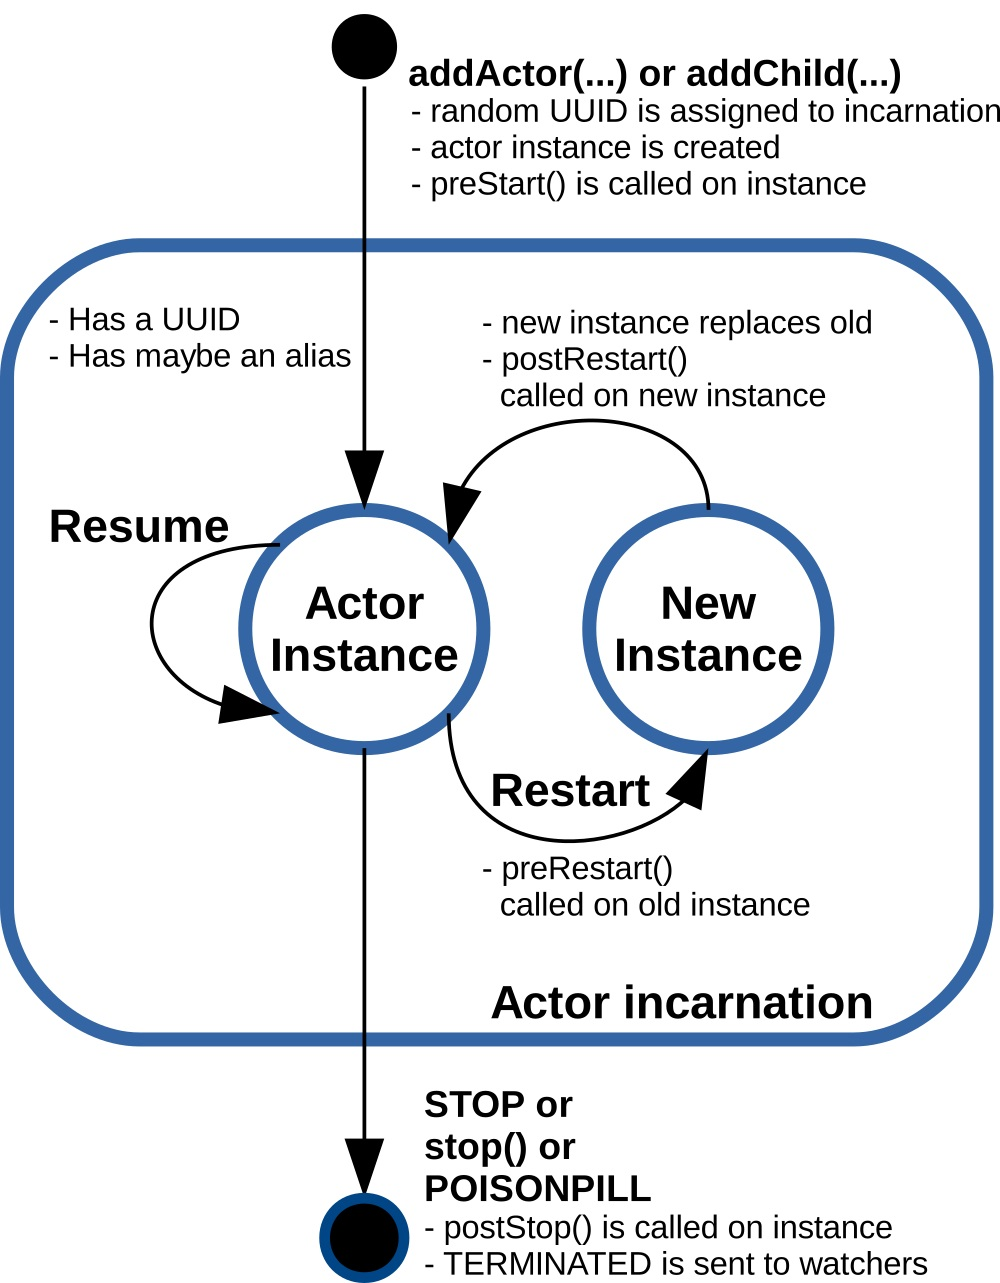 addActor(...) or addChild(...)
- random UUID is assigned to incarnation
- actor instance is created
- preStart() is called on instance
- Has a UUID
- Has maybe an alias
- new instance replaces old
- postRestart()
called on new instance
Resume
Actor
Instance
New
Instance
Restart
- preRestart()
called on old instance
Actor incarnation
STOP or
stop() or
POISONPILL
- postStop() is called on instance
- TERMINATED is sent to watchers